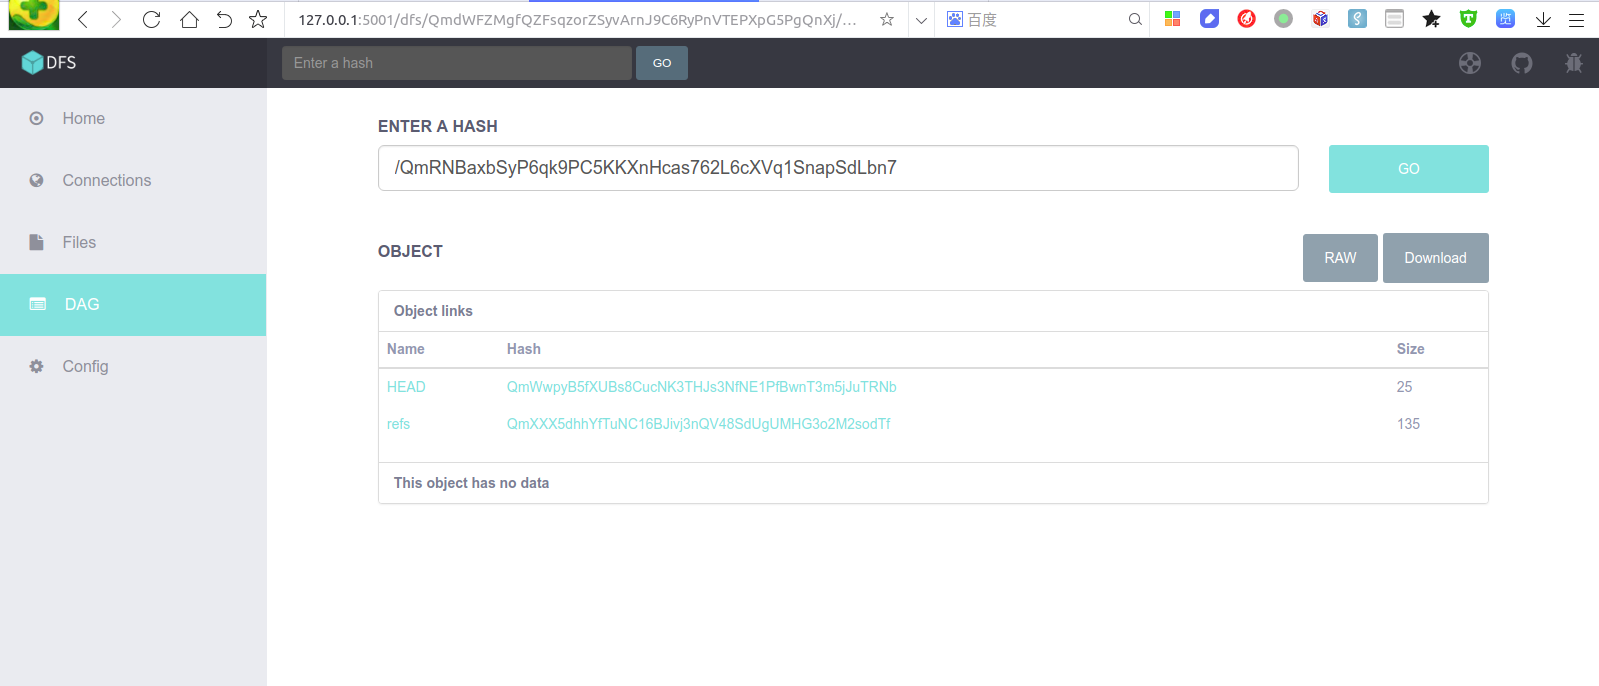 127.0.0.1:5001/dfs/QmdWFZMgfQZFsqzorZSyvArnJ9C6RyPnVTEPXpG5PgQnXj/... 百度
DFS
Enter a hash GO
Home
Connections
Files
DAG
Config
ENTER A HASH
/QmRNBaxbSyP6qk9PC5KKXnHcas762L6cXVq1SnapSdLbn7 GO
OBJECT RAW Download
Object links
Name Hash Size
HEAD QmWwpyB5fXUBs8CucNK3THJs3NfNE1PfBwnT3m5jJuTRNb 25
refs QmXXX5dhhYfTuNC16BJivj3nQV48SdUgUMHG3o2M2sodTf 135
This object has no data